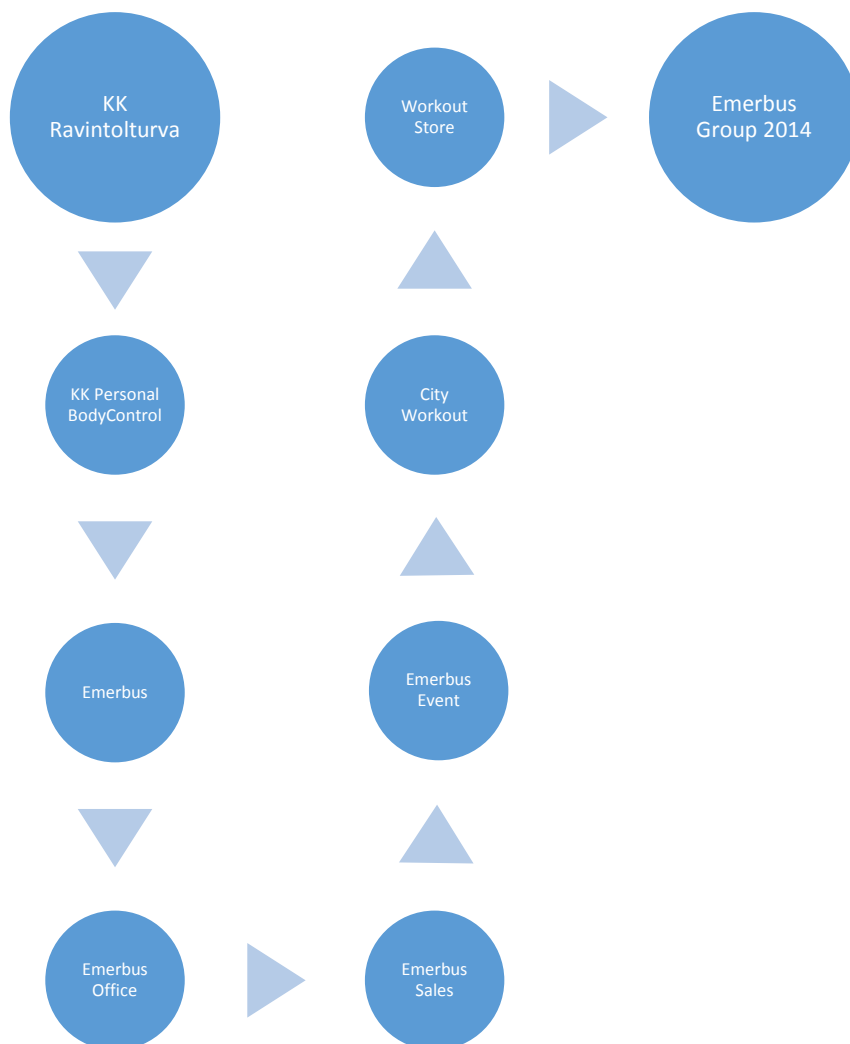 KK
Ravintolturva
KK Personal
BodyControl
Emerbus
Emerbus
Office
Emerbus
Sales
Emerbus
Event
City
Workout
Workout
Store
Emerbus
Group 2014